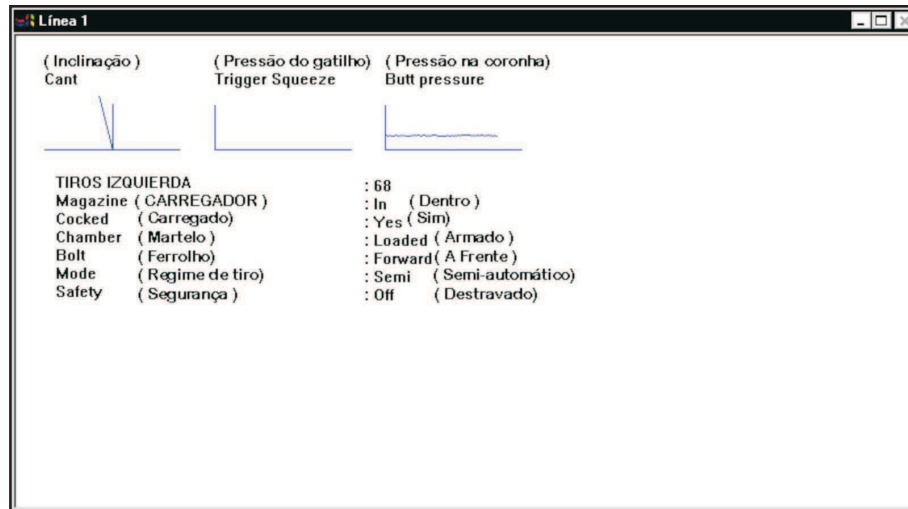 Línea 1
( Inclinação ) ( Pressão do gatilho) ( Pressão na coronha)
Cant Trigger Squeeze Butt pressure
TIROS IZQUIERDA : 68
Magazine ( CARREGADOR ) : In ( Dentro )
Cocked ( Carregado) : Yes ( Sim)
Chamber ( Martelo ) : Loaded ( Armado )
Bolt ( Ferrolho) : Forward ( A Frente )
Mode ( Regime de tiro) : Semi ( Semi-automático)
Safety ( Segurança ) : Off ( Destravado)